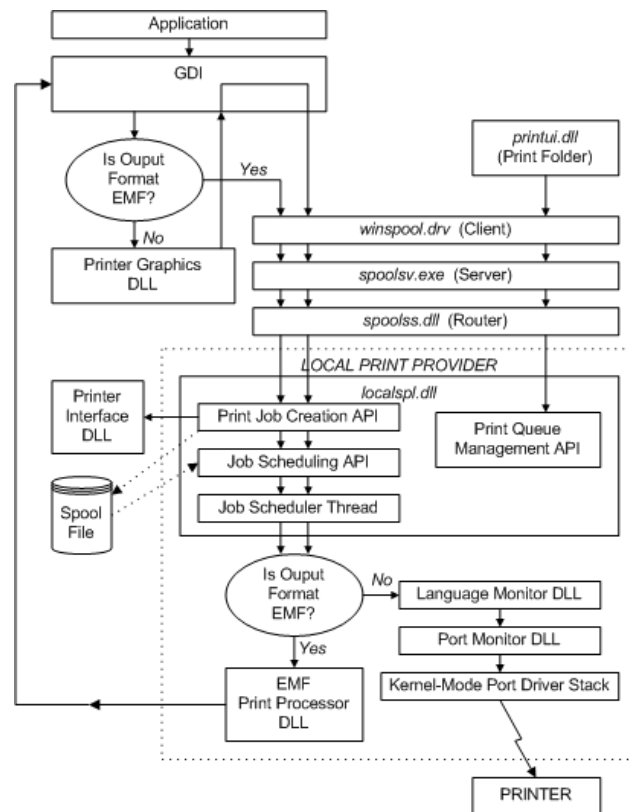 Application
GDI
Is Ouput
Format
EMF?
Yes
No
Printer Graphics
DLL
printui.dll
(Print Folder)
winspool.drv (Client)
spoolsv.exe (Server)
spoolss.dll (Router)
LOCAL PRINT PROVIDER
localspl.dll
Printer
Interface
DLL
Print Job Creation API
Print Queue
Management API
Job Scheduling API
Spool
File
Job Scheduler Thread
Is Ouput
Format
EMF?
No
Yes
Language Monitor DLL
Port Monitor DLL
Kernel-Mode Port Driver Stack
EMF
Print Processor
DLL
PRINTER